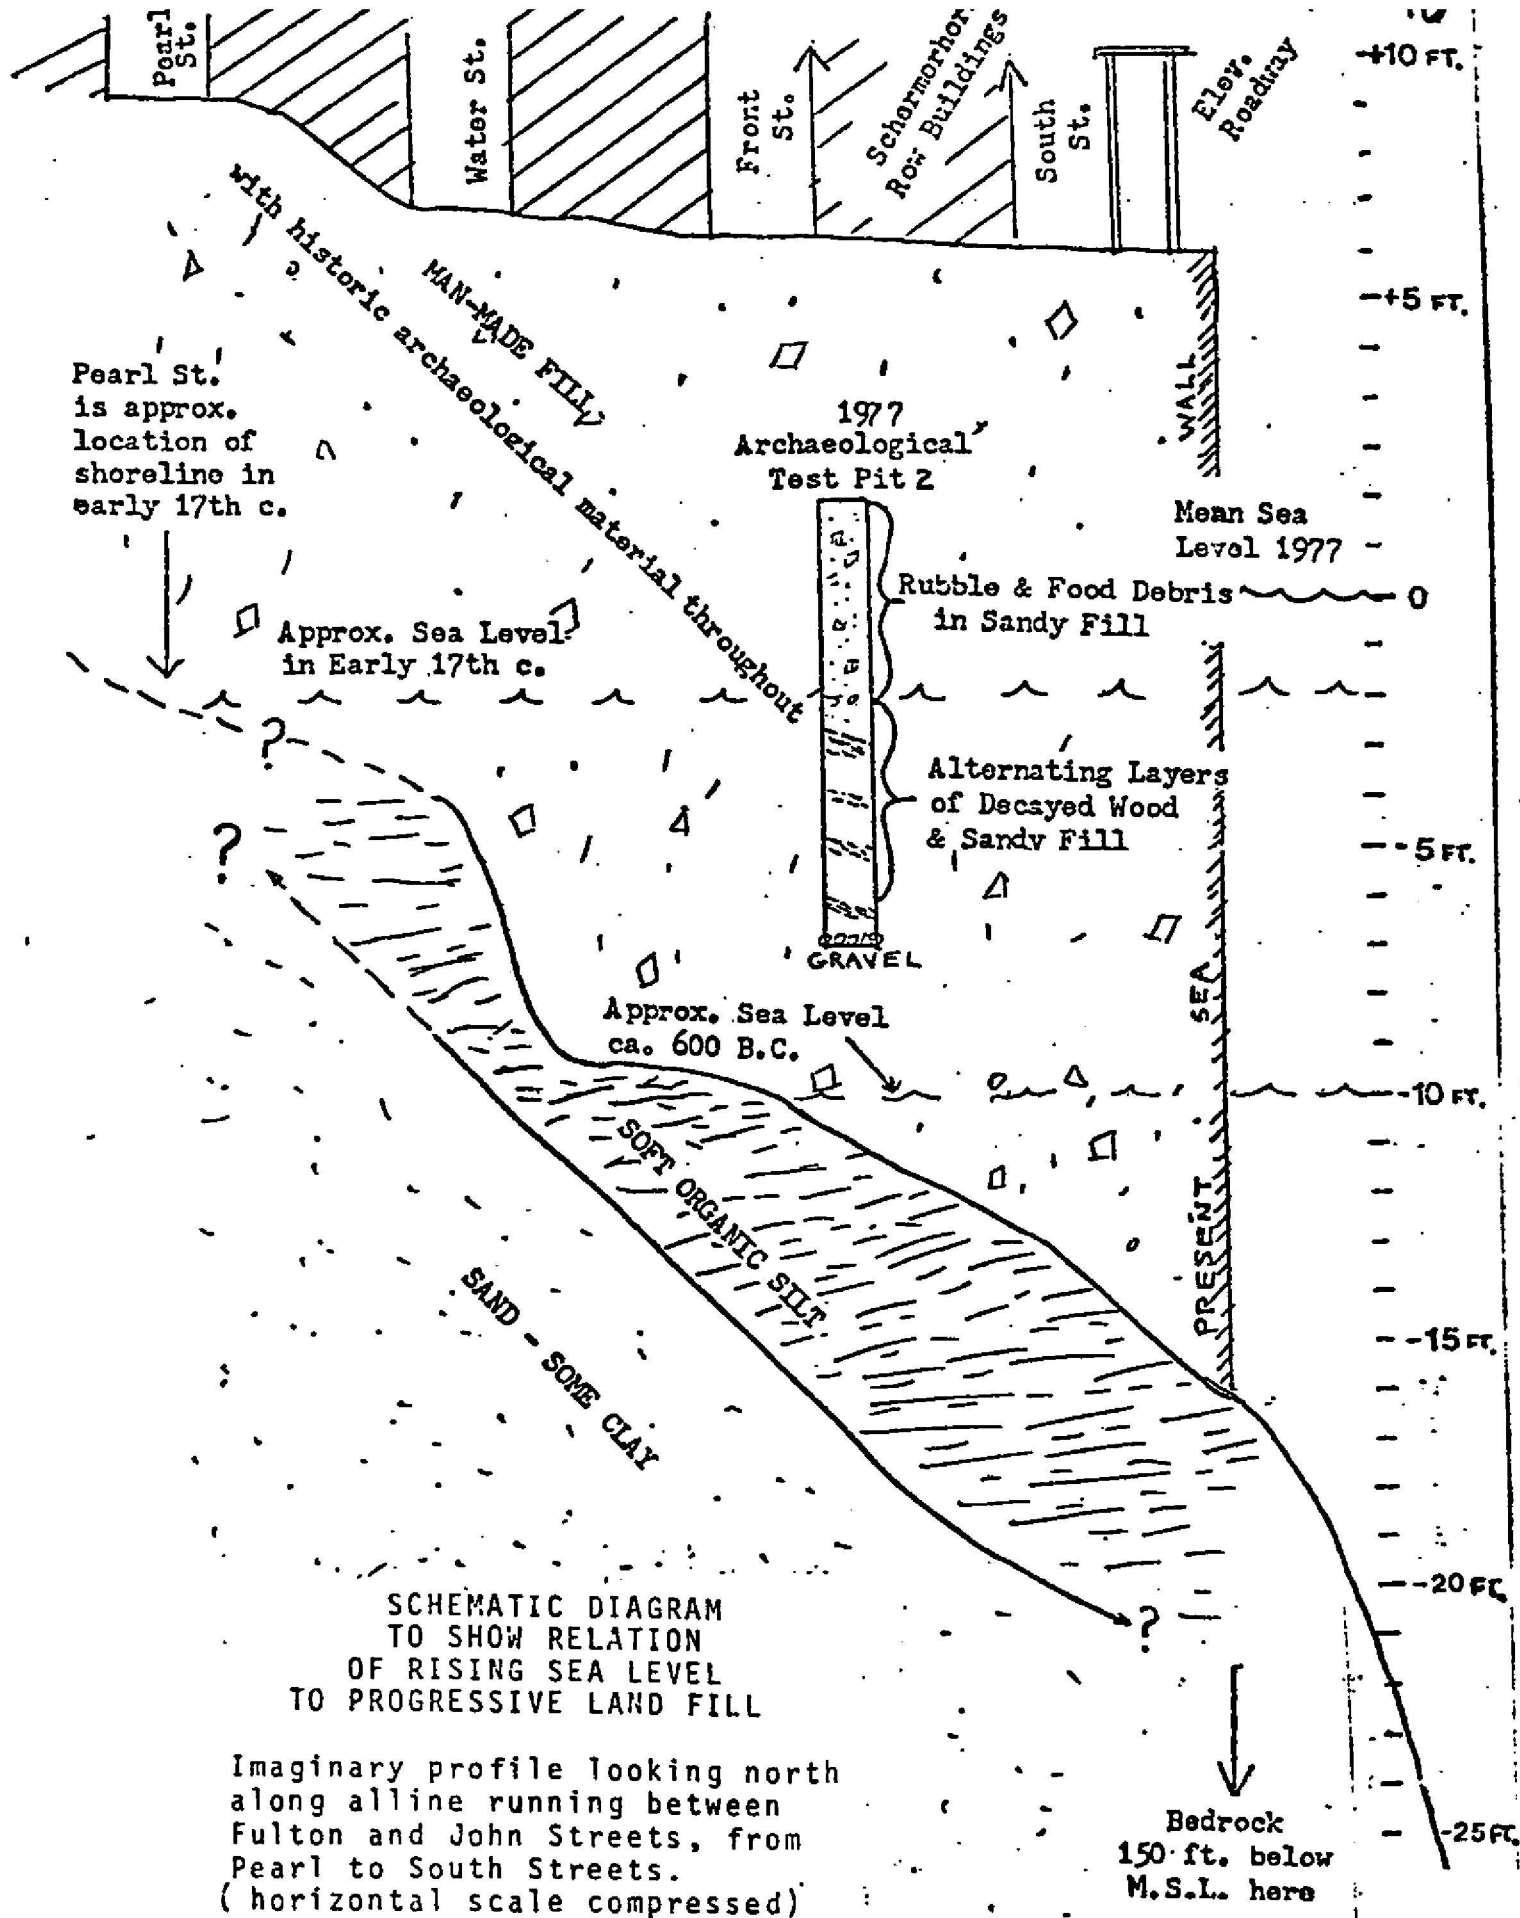 Pearl
St.
Water St.
Front
St.
Schermerhor
Row Buildings
South
St.
Elev.
Roadway
+10 FT.
with historic archaeological material throughout
MAN-MADE FILL
+5 FT.
Pearl St.
is approx.
location of
shoreline in
early 17th c.
WALL
1977
Archaeological
Test Pit 2
Mean Sea
Level 1977
0
Rubble & Food Debris
in Sandy Fill
Approx. Sea Level
in Early 17th c.
?
?
Alternating Layers
of Decayed Wood
& Sandy Fill
-5 FT.
GRAVEL
SEA
Approx. Sea Level
ca. 600 B.C.
-10 FT.
SOFT ORGANIC SILT
PRESENT
SAND - SOME CLAY
-15 FT.
-20 FT.
?
SCHEMATIC DIAGRAM
TO SHOW RELATION
OF RISING SEA LEVEL
TO PROGRESSIVE LAND FILL
Imaginary profile looking north
along alline running between
Fulton and John Streets, from
Pearl to South Streets.
( horizontal scale compressed)
Bedrock
150 ft. below
M.S.L. here
-25 FT.